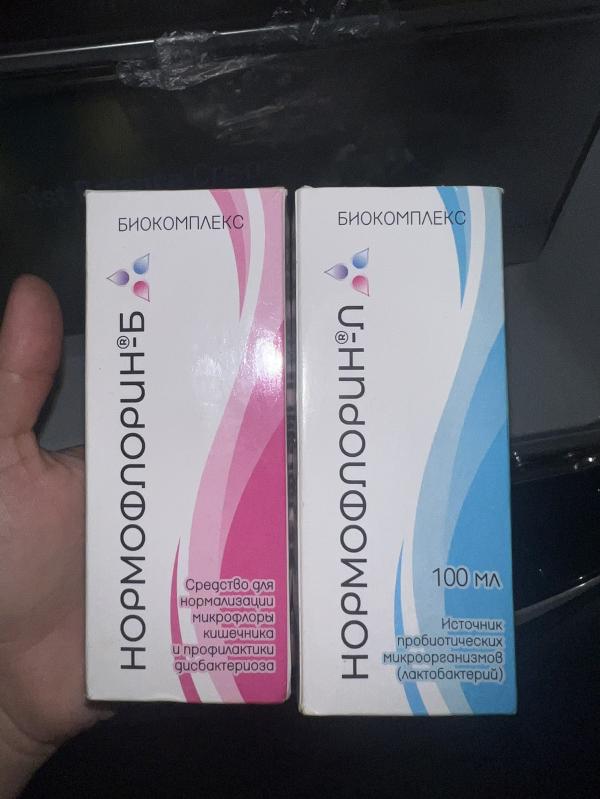 БИОКОМПЛЕКС
НОРМОФЛОРИН®-Б
Средство для
нормализации
микрофлоры
кишечника
и профилактики
дисбактериоза
БИОКОМПЛЕКС
НОРМОФЛОРИН®-Л
100 мл
Источник
пробиотических
микроорганизмов
(лактобактерий)